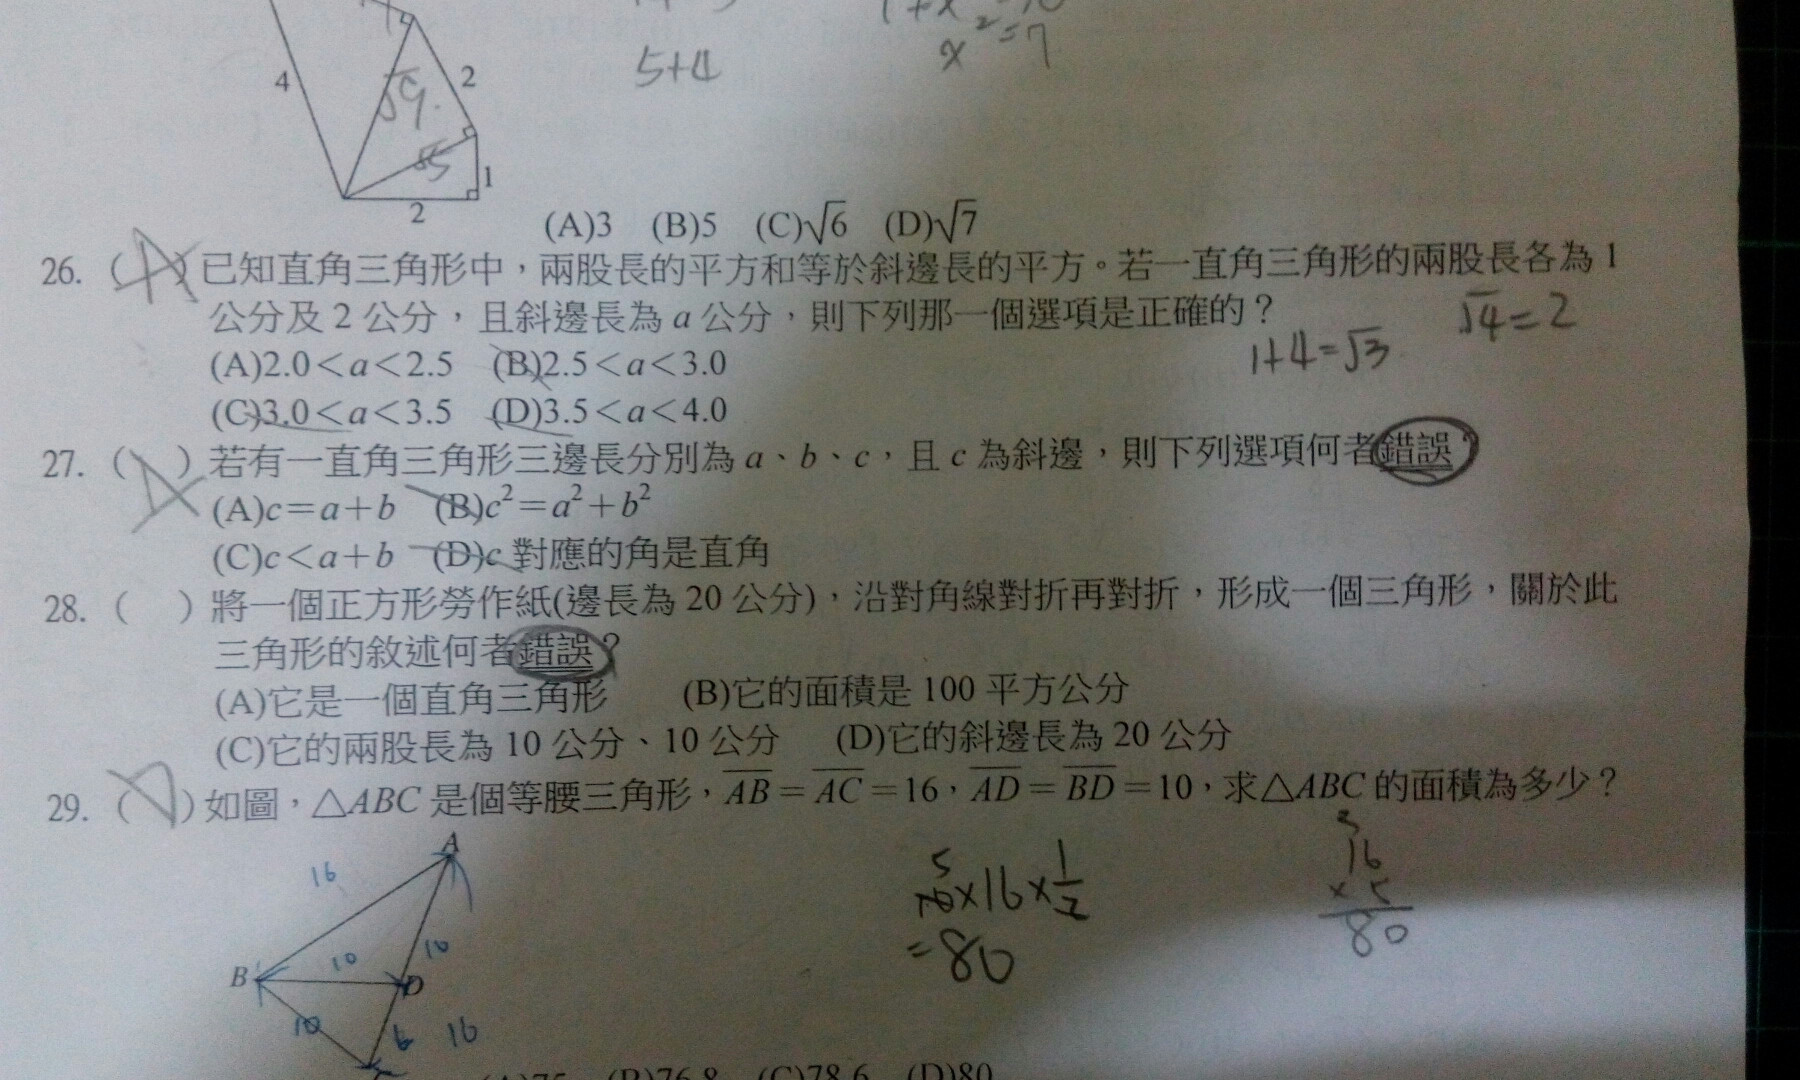 4
2
√9
√5
1
2
5+4
x²=7
(A)3 (B)5 (C)√6 (D)√7
26. (A) 已知直角三角形中，兩股長的平方和等於斜邊長的平方。若一直角三角形的兩股長各為 1
公分及 2 公分，且斜邊長為 a 公分，則下列那一個選項是正確的？
√4=2
1+4=√3
(A)2.0<a<2.5 (B)2.5<a<3.0
(C)3.0<a<3.5 (D)3.5<a<4.0
27. ( ) 若有一直角三角形三邊長分別為 a、b、c，且 c 為斜邊，則下列選項何者錯誤？
(A)c=a+b (B)c²=a²+b²
(C)c<a+b (D)c 對應的角是直角
28. ( ) 將一個正方形勞作紙(邊長為 20 公分)，沿對角線對折再對折，形成一個三角形，關於此
三角形的敘述何者錯誤？
(A)它是一個直角三角形 (B)它的面積是 100 平方公分
(C)它的兩股長為 10 公分、10 公分 (D)它的斜邊長為 20 公分
29. (D) 如圖，△ABC 是個等腰三角形，AB=AC=16，AD=BD=10，求△ABC 的面積為多少？
A
16
B
10
10
D
10
6
16
5
10×16×1/2
=80
3
16
×5
80
(A)75 (B)76.8 (C)78.6 (D)80